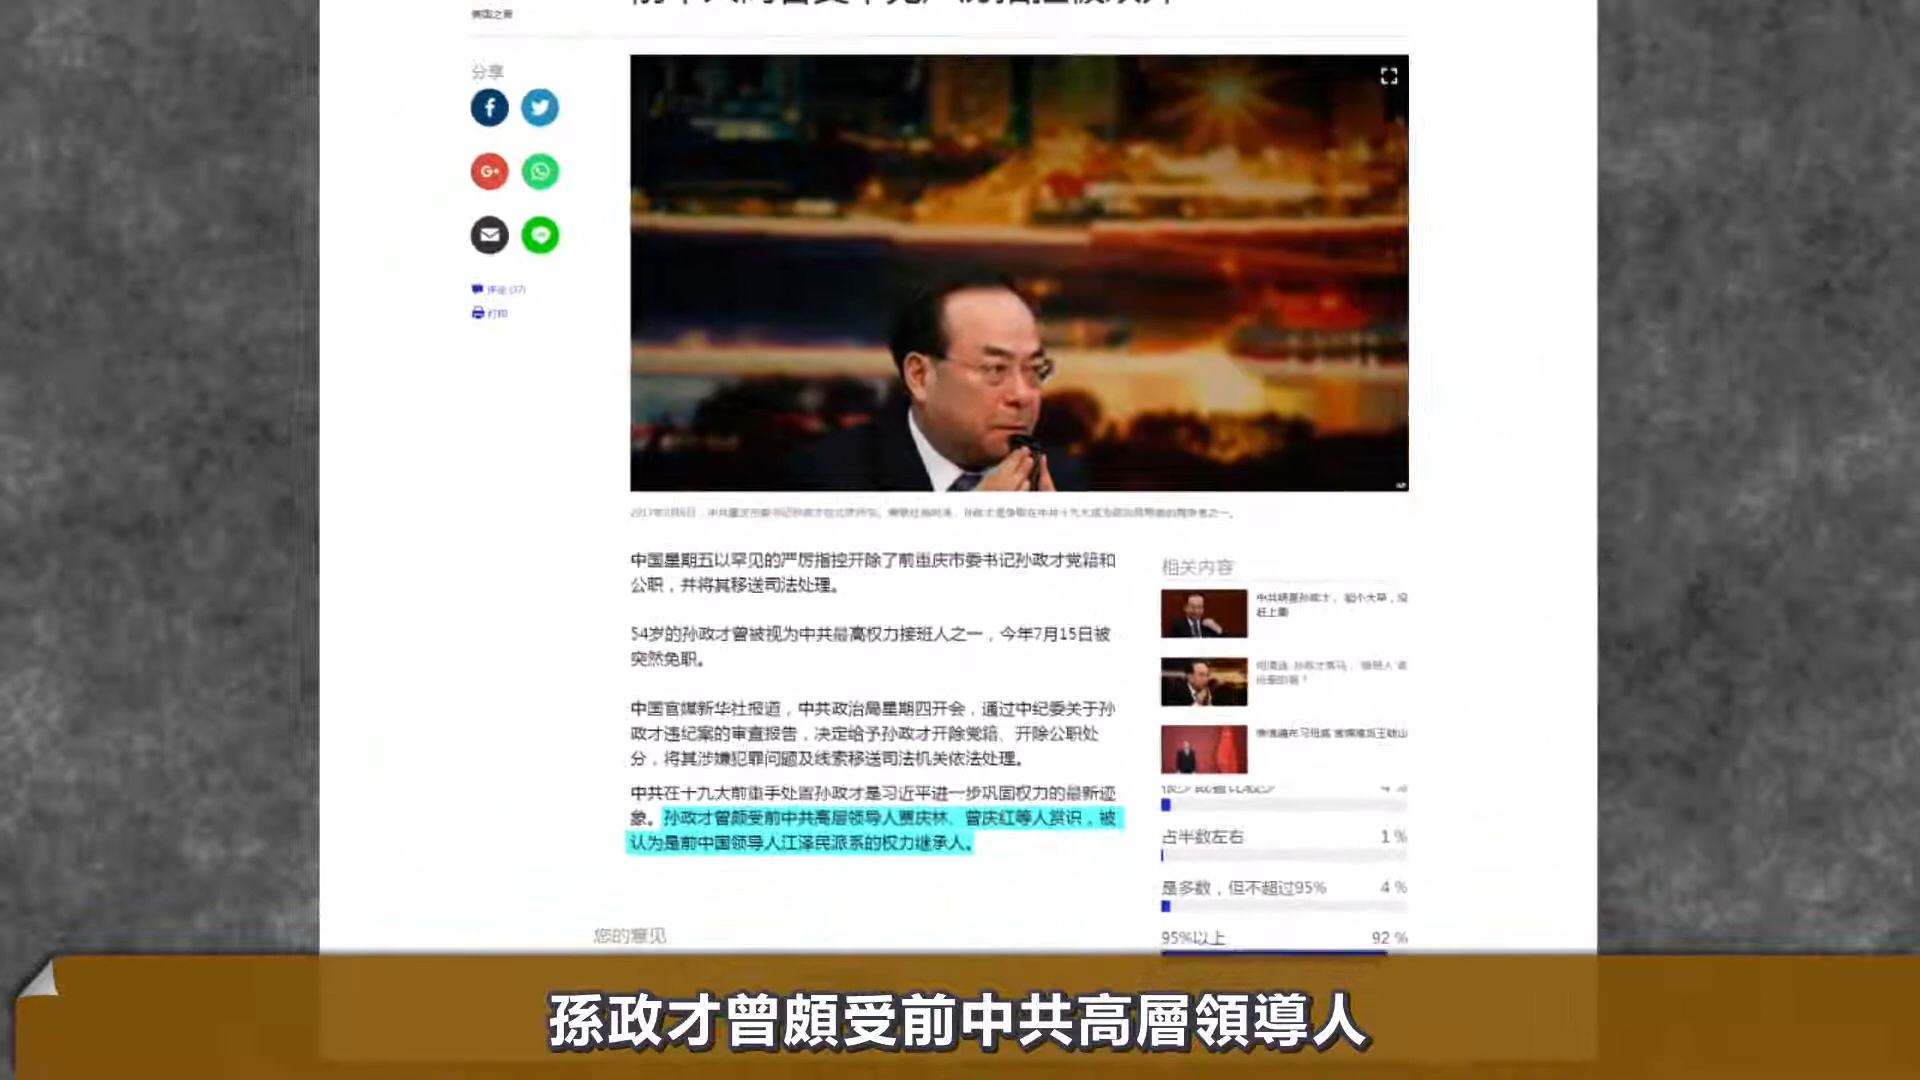 美国之音
分享
评论 (37)
打印
中国星期五以罕见的严厉指控开除了前重庆市委书记孙政才党籍和
公职，并将其移送司法处理。
54岁的孙政才曾被视为中共最高权力接班人之一，今年7月15日被
突然免职。
中国官媒新华社报道，中共政治局星期四开会，通过中纪委关于孙
政才违纪案的审查报告，决定给予孙政才开除党籍、开除公职处
分，将其涉嫌犯罪问题及线索移送司法机关依法处理。
中共在十九大前重手处置孙政才是习近平进一步巩固权力的最新迹
象。孙政才曾颇受前中共高层领导人贾庆林、曾庆红等人赏识，被
认为是前中国领导人江泽民派系的权力继承人。
您的意见
相关内容
占半数左右 1 %
是多数，但不超过95% 4 %
95%以上 92 %
孫政才曾頗受前中共高層領導人